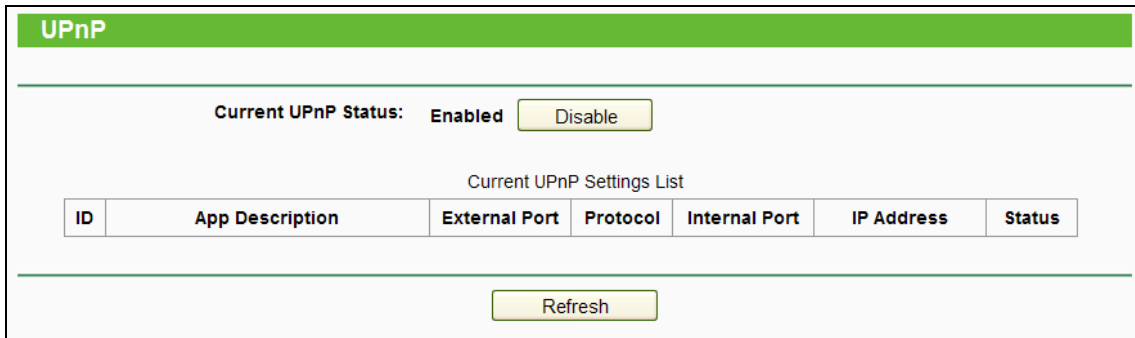 UPnP
Current UPnP Status: Enabled Disable
Current UPnP Settings List
ID App Description External Port Protocol Internal Port IP Address Status
Refresh